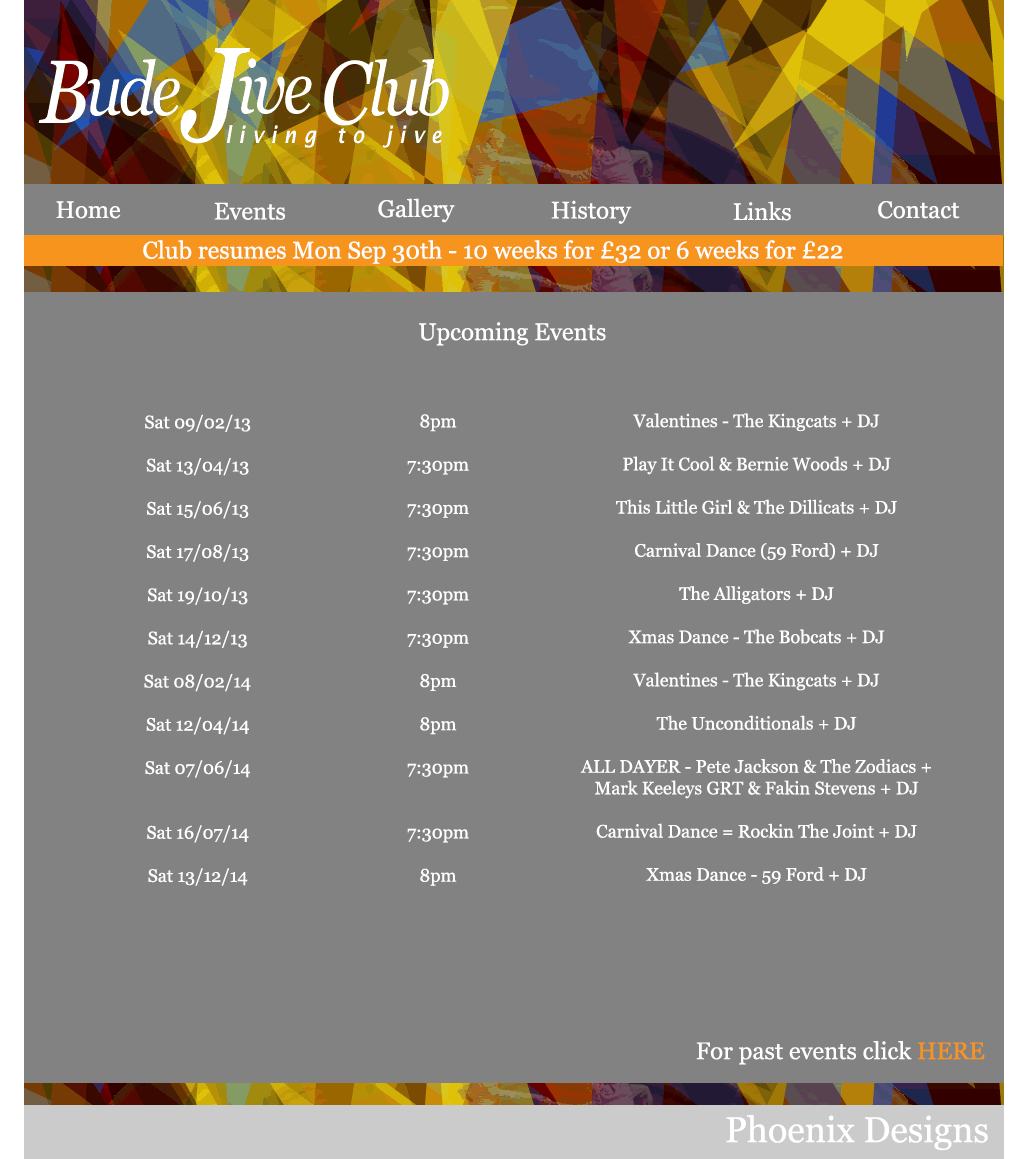 Bude Jive Club
living to jive
Home Events Gallery History Links Contact
Club resumes Mon Sep 30th - 10 weeks for £32 or 6 weeks for £22
Upcoming Events
Sat 09/02/13 8pm Valentines - The Kingcats + DJ
Sat 13/04/13 7:30pm Play It Cool & Bernie Woods + DJ
Sat 15/06/13 7:30pm This Little Girl & The Dillicats + DJ
Sat 17/08/13 7:30pm Carnival Dance (59 Ford) + DJ
Sat 19/10/13 7:30pm The Alligators + DJ
Sat 14/12/13 7:30pm Xmas Dance - The Bobcats + DJ
Sat 08/02/14 8pm Valentines - The Kingcats + DJ
Sat 12/04/14 8pm The Unconditionals + DJ
Sat 07/06/14 7:30pm ALL DAYER - Pete Jackson & The Zodiacs +
Mark Keeleys GRT & Fakin Stevens + DJ
Sat 16/07/14 7:30pm Carnival Dance = Rockin The Joint + DJ
Sat 13/12/14 8pm Xmas Dance - 59 Ford + DJ
For past events click HERE
Phoenix Designs